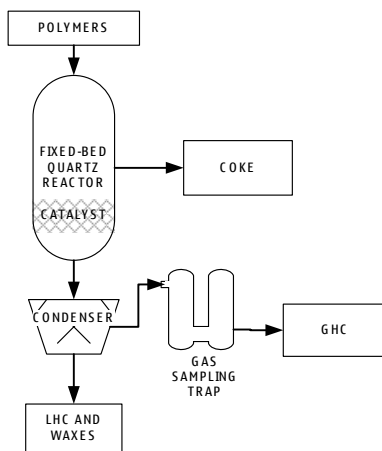 POLYMERS
FIXED-BED
QUARTZ
REACTOR
CATALYST
COKE
CONDENSER
GAS
SAMPLING
TRAP
GHC
LHC AND
WAXES